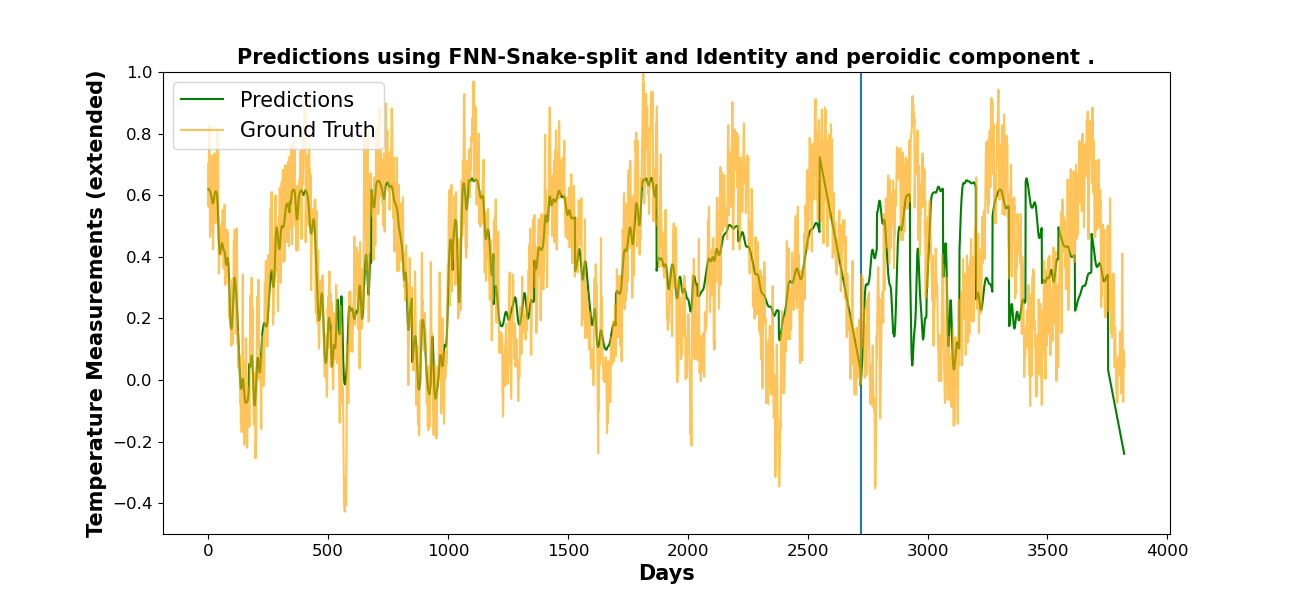 Predictions using FNN-Snake-split and Identity and peroidic component .
Temperature Measurements (extended)
1.0
0.8
0.6
0.4
0.2
0.0
−0.2
−0.4
Predictions
Ground Truth
0 500 1000 1500 2000 2500 3000 3500 4000
Days